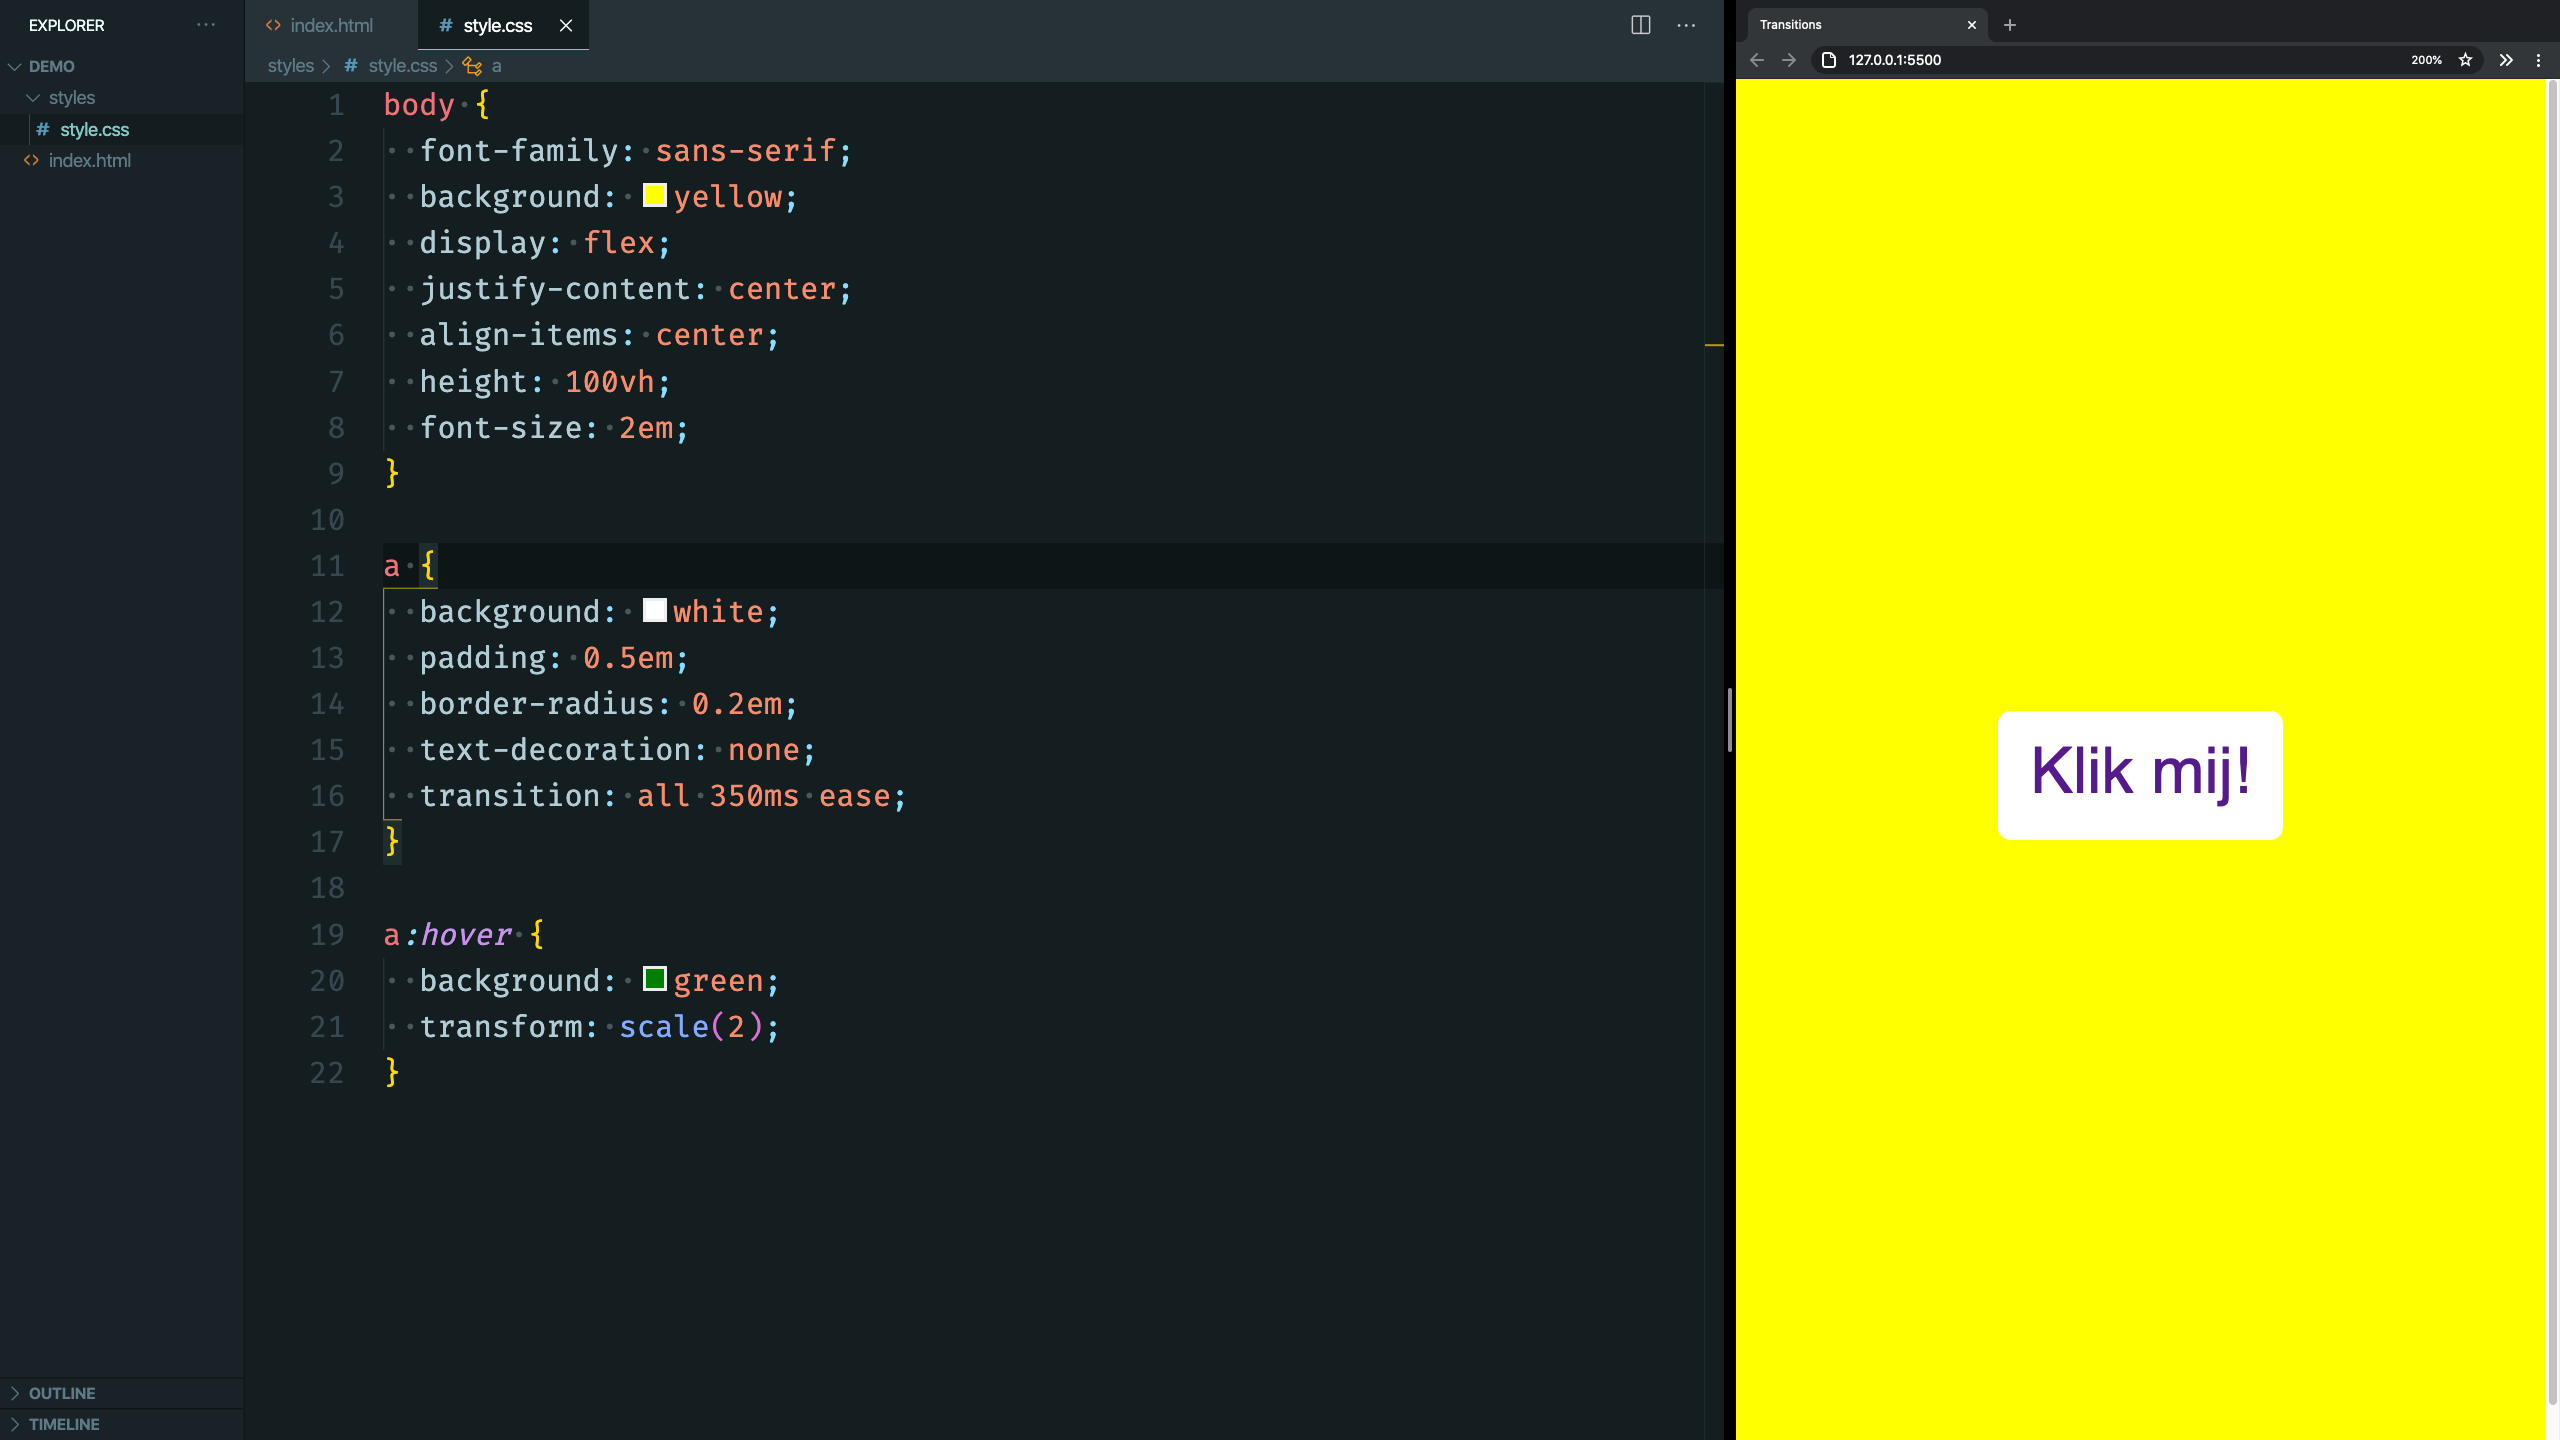 EXPLORER
DEMO
styles
# style.css
<> index.html
OUTLINE
TIMELINE
<> index.html
# style.css
styles > # style.css > a
1 body {
2   font-family: sans-serif;
3   background: yellow;
4   display: flex;
5   justify-content: center;
6   align-items: center;
7   height: 100vh;
8   font-size: 2em;
9 }
10
11 a {
12   background: white;
13   padding: 0.5em;
14   border-radius: 0.2em;
15   text-decoration: none;
16   transition: all 350ms ease;
17 }
18
19 a:hover {
20   background: green;
21   transform: scale(2);
22 }
Transitions
127.0.0.1:5500
200%
Klik mij!